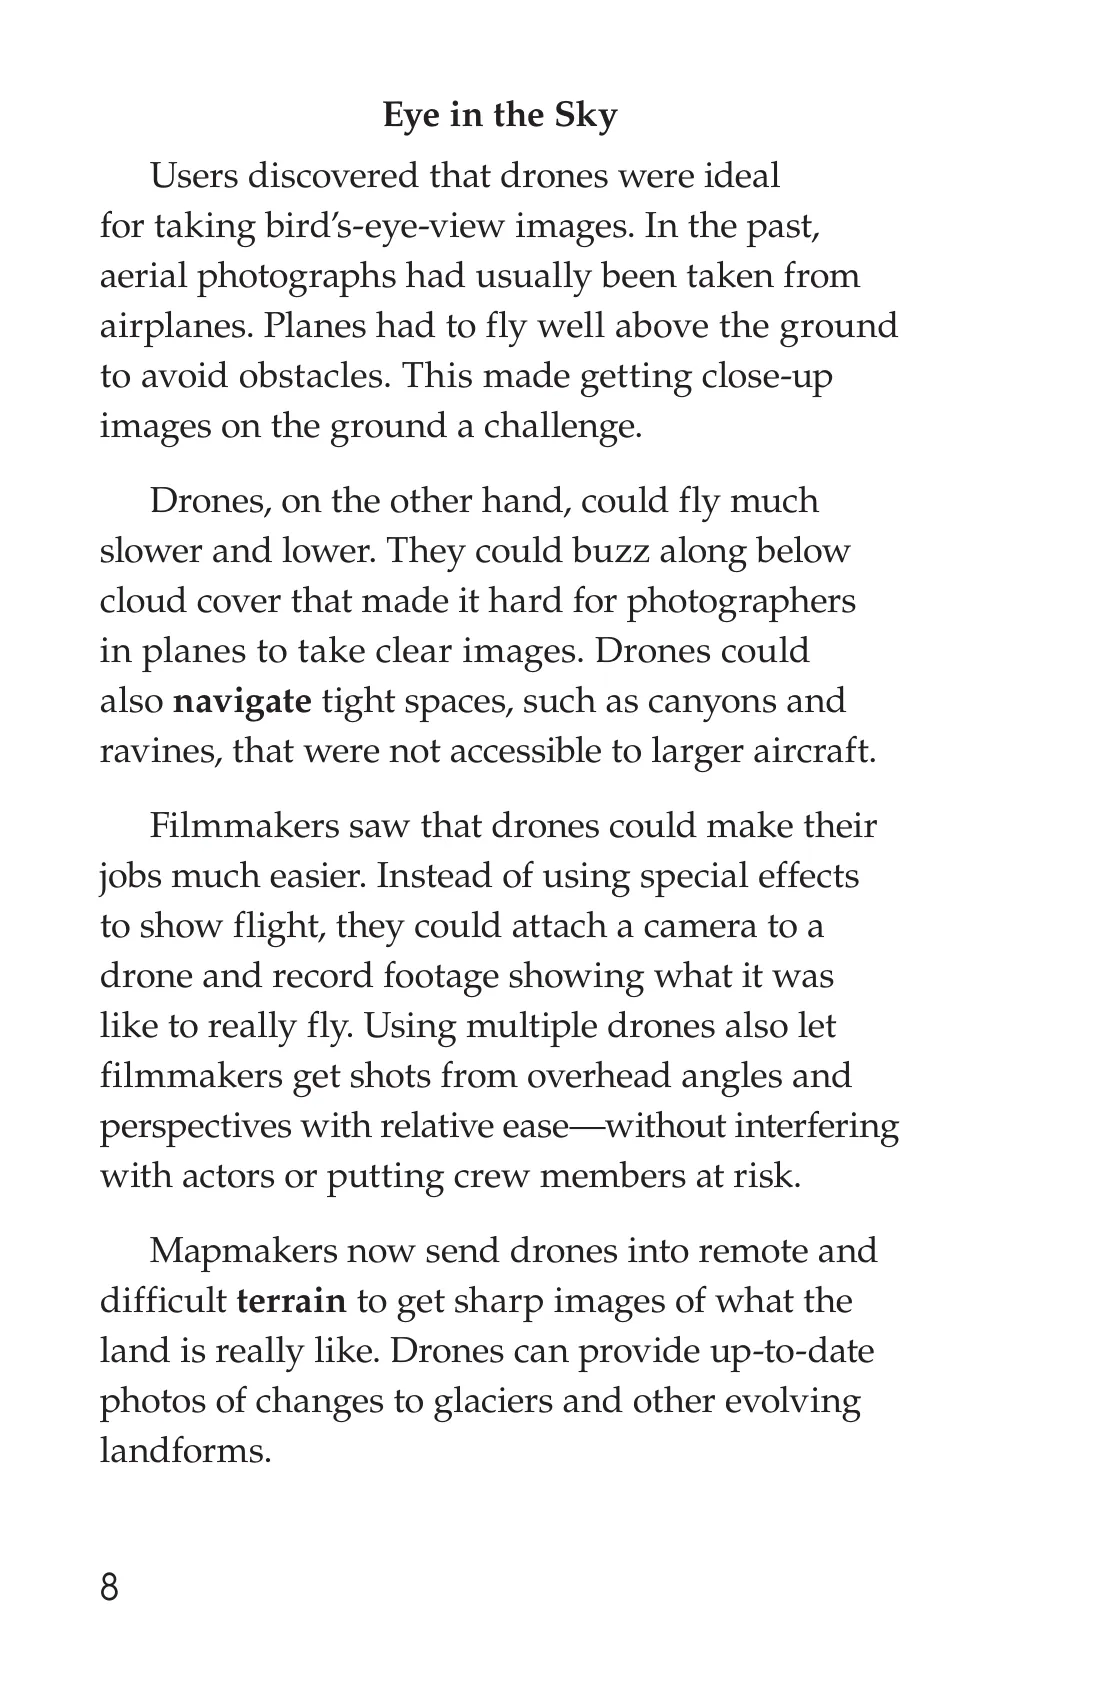 Eye in the Sky
Users discovered that drones were ideal
for taking bird’s-eye-view images. In the past,
aerial photographs had usually been taken from
airplanes. Planes had to fly well above the ground
to avoid obstacles. This made getting close-up
images on the ground a challenge.
Drones, on the other hand, could fly much
slower and lower. They could buzz along below
cloud cover that made it hard for photographers
in planes to take clear images. Drones could
also navigate tight spaces, such as canyons and
ravines, that were not accessible to larger aircraft.
Filmmakers saw that drones could make their
jobs much easier. Instead of using special effects
to show flight, they could attach a camera to a
drone and record footage showing what it was
like to really fly. Using multiple drones also let
filmmakers get shots from overhead angles and
perspectives with relative ease—without interfering
with actors or putting crew members at risk.
Mapmakers now send drones into remote and
difficult terrain to get sharp images of what the
land is really like. Drones can provide up-to-date
photos of changes to glaciers and other evolving
landforms.
8